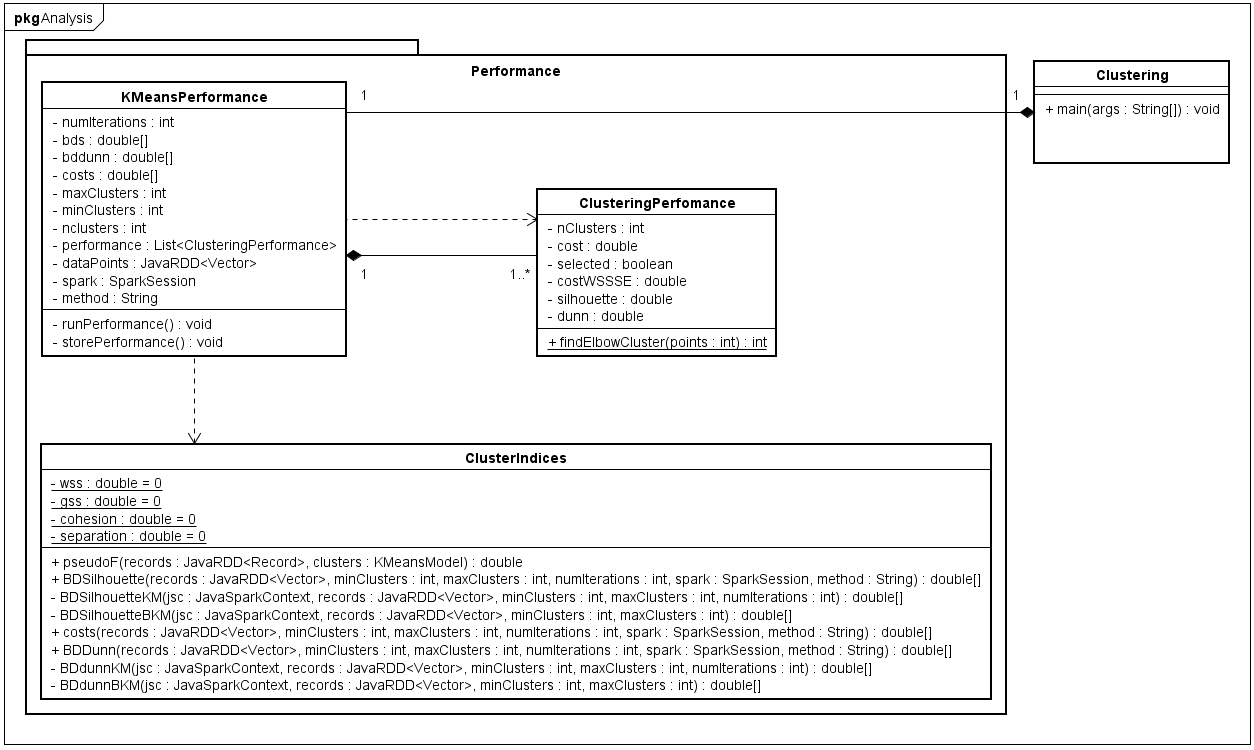 pkg Analysis
Performance
KMeansPerformance
- numIterations : int
- bds : double[]
- bddunn : double[]
- costs : double[]
- maxClusters : int
- minClusters : int
- nclusters : int
- performance : List<ClusteringPerformance>
- dataPoints : JavaRDD<Vector>
- spark : SparkSession
- method : String
- runPerformance() : void
- storePerformance() : void
1
1
Clustering
+ main(args : String[]) : void
1
1..*
ClusteringPerfomance
- nClusters : int
- cost : double
- selected : boolean
- costWSSSE : double
- silhouette : double
- dunn : double
+ findElbowCluster(points : int) : int
ClusterIndices
- wss : double = 0
- gss : double = 0
- cohesion : double = 0
- separation : double = 0
+ pseudoF(records : JavaRDD<Record>, clusters : KMeansModel) : double
+ BDSilhouette(records : JavaRDD<Vector>, minClusters : int, maxClusters : int, numIterations : int, spark : SparkSession, method : String) : double[]
- BDSilhouetteKM(jsc : JavaSparkContext, records : JavaRDD<Vector>, minClusters : int, maxClusters : int, numIterations : int) : double[]
- BDSilhouetteBKM(jsc : JavaSparkContext, records : JavaRDD<Vector>, minClusters : int, maxClusters : int) : double[]
+ costs(records : JavaRDD<Vector>, minClusters : int, maxClusters : int, numIterations : int, spark : SparkSession, method : String) : double[]
+ BDDunn(records : JavaRDD<Vector>, minClusters : int, maxClusters : int, numIterations : int, spark : SparkSession, method : String) : double[]
- BDdunnKM(jsc : JavaSparkContext, records : JavaRDD<Vector>, minClusters : int, maxClusters : int, numIterations : int) : double[]
- BDdunnBKM(jsc : JavaSparkContext, records : JavaRDD<Vector>, minClusters : int, maxClusters : int) : double[]